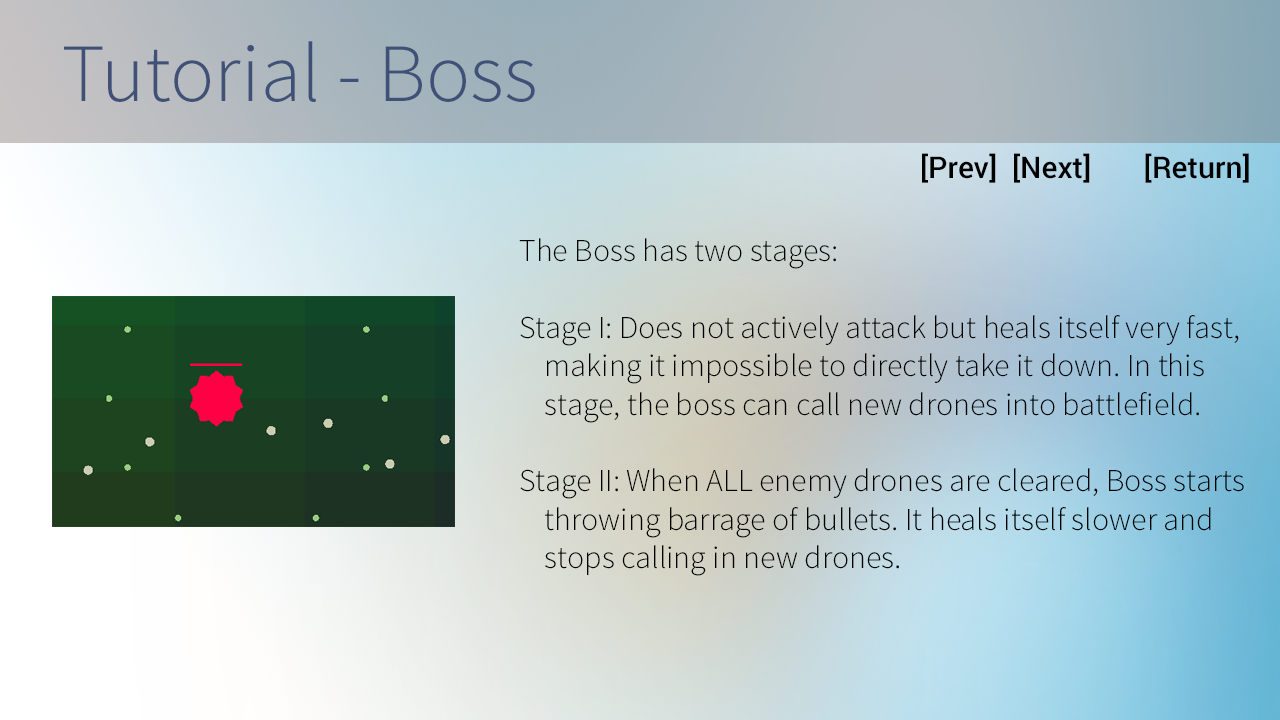 Tutorial - Boss
[Prev] [Next] [Return]
The Boss has two stages:
Stage I: Does not actively attack but heals itself very fast,
making it impossible to directly take it down. In this
stage, the boss can call new drones into battlefield.
Stage II: When ALL enemy drones are cleared, Boss starts
throwing barrage of bullets. It heals itself slower and
stops calling in new drones.